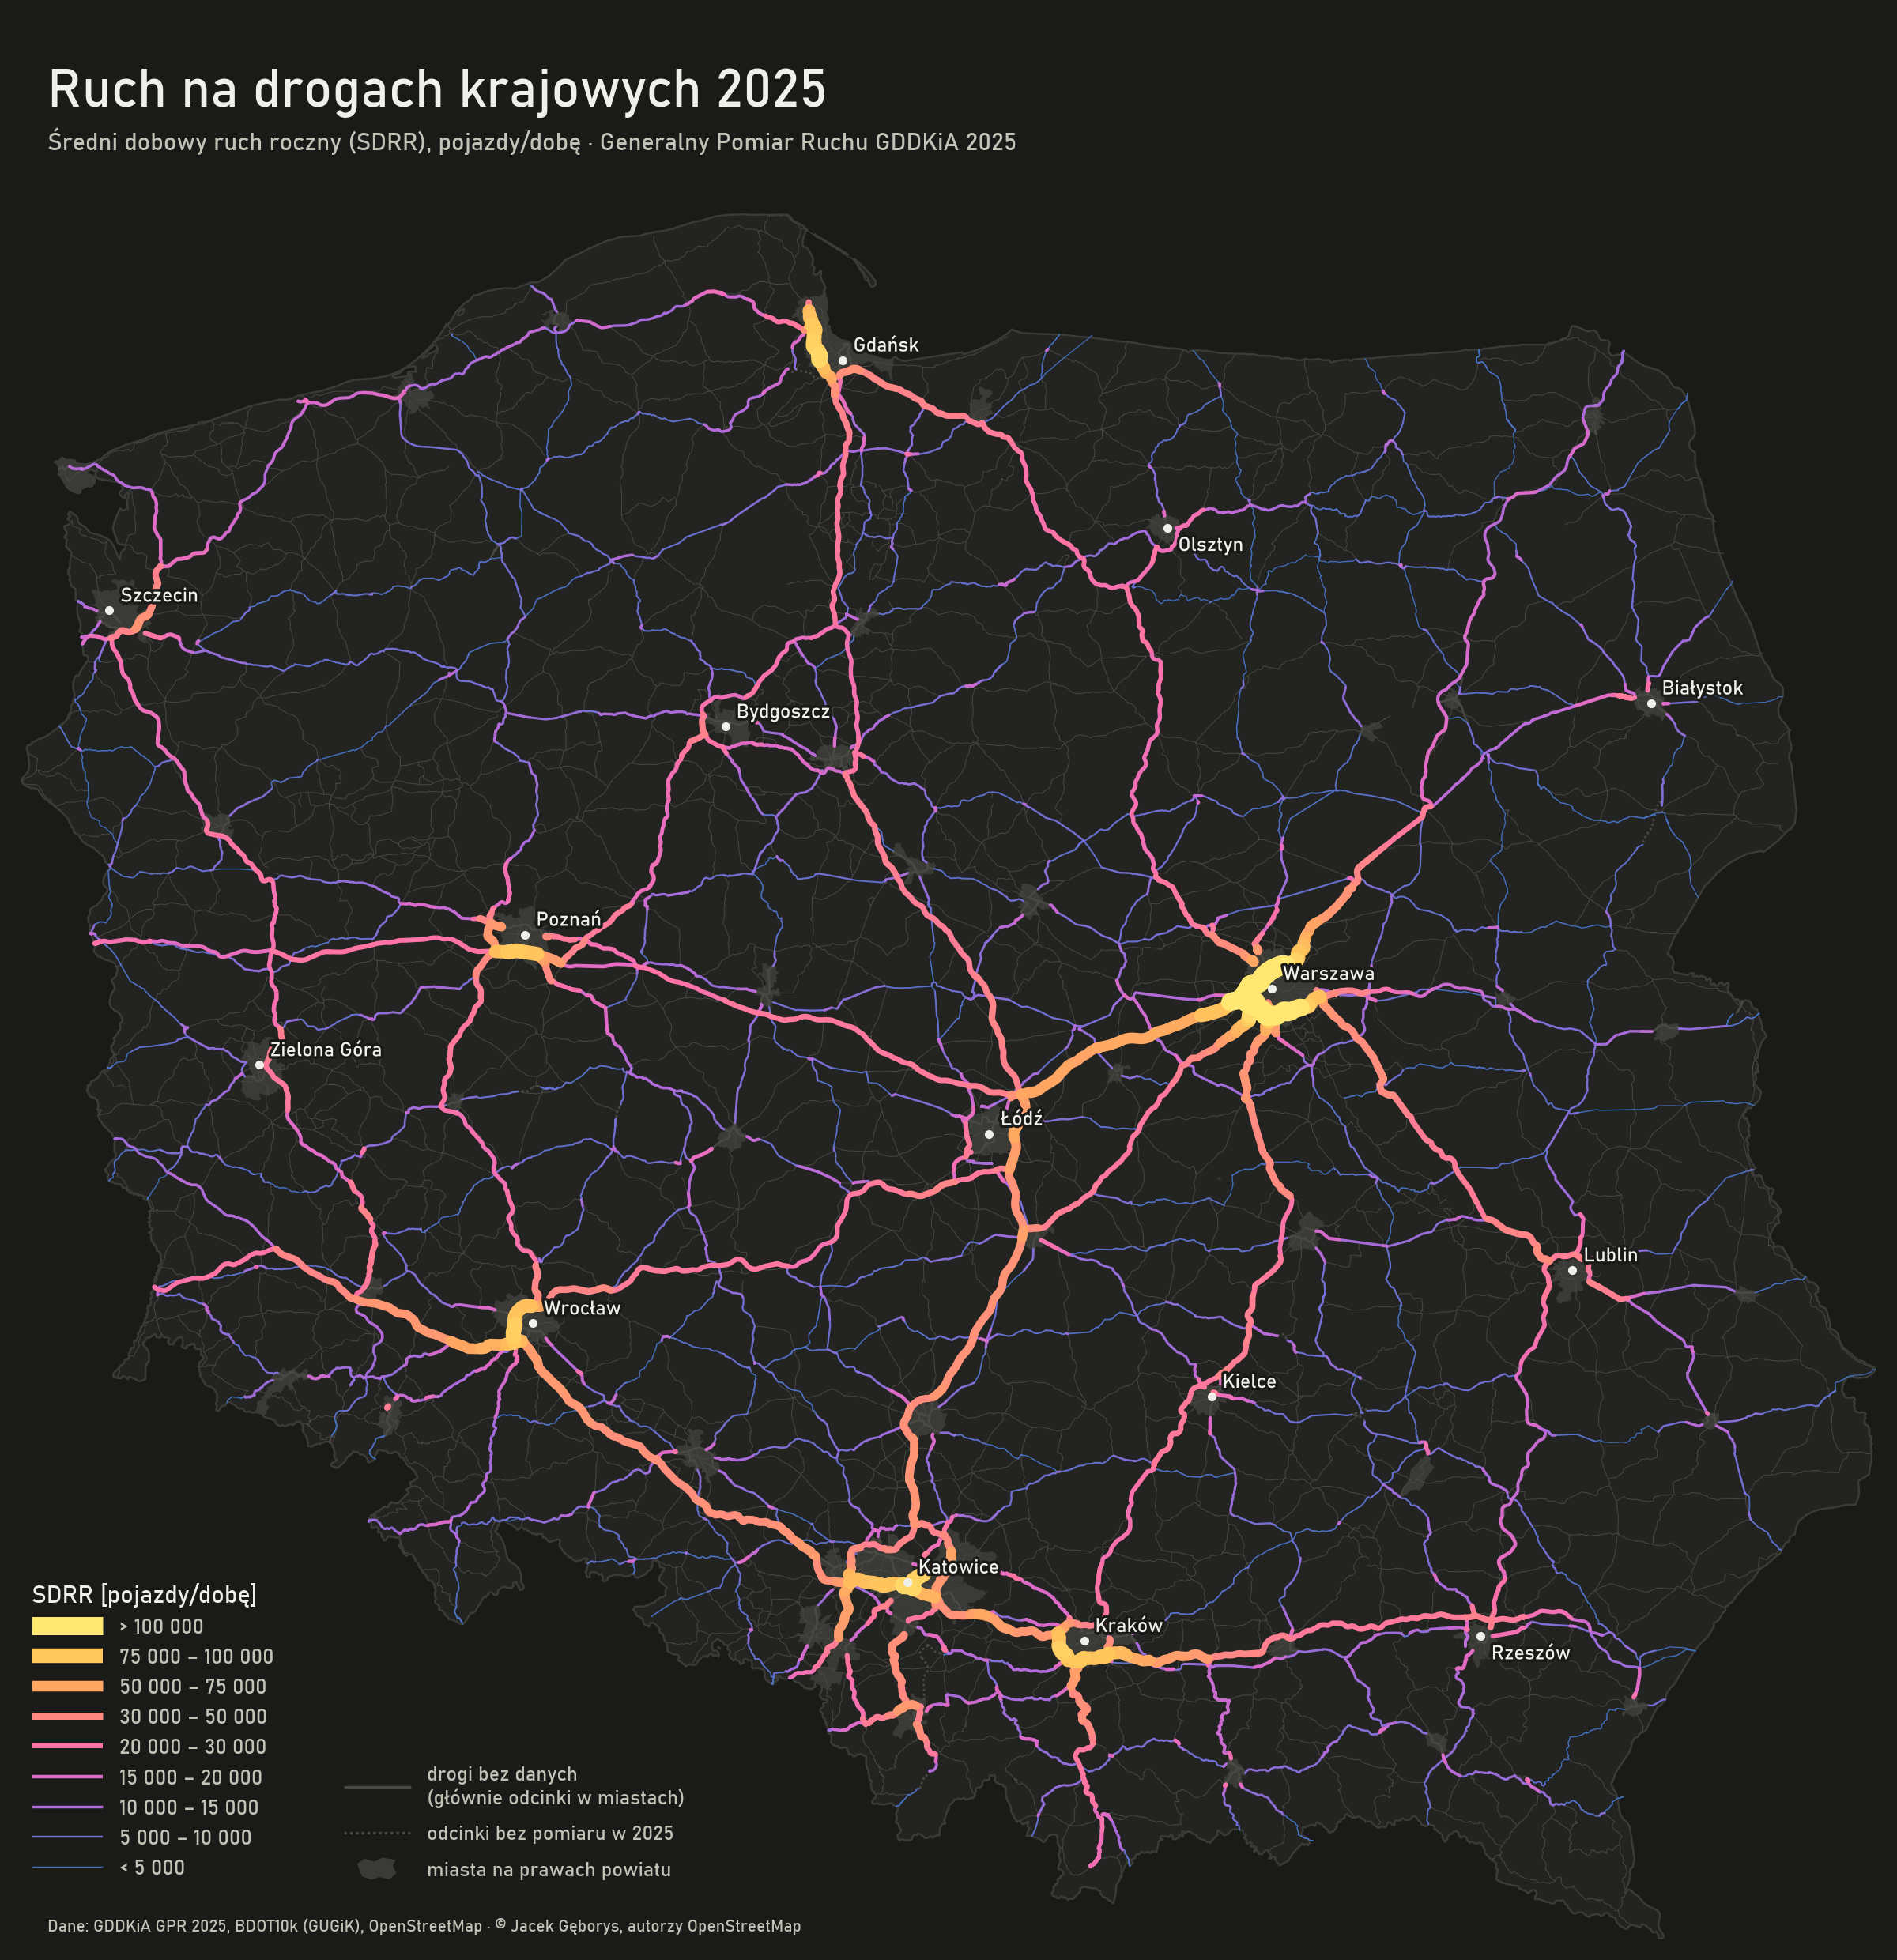 Ruch na drogach krajowych 2025
Średni dobowy ruch roczny (SDRR), pojazdy/dobę · Generalny Pomiar Ruchu GDDKiA 2025
Gdańsk
Olsztyn
Szczecin
Białystok
Bydgoszcz
Poznań
Warszawa
Zielona Góra
Łódź
Lublin
Wrocław
Kielce
Katowice
Kraków
Rzeszów
SDRR [pojazdy/dobę]
> 100 000
75 000 – 100 000
50 000 – 75 000
30 000 – 50 000
20 000 – 30 000
15 000 – 20 000
10 000 – 15 000
5 000 – 10 000
< 5 000
drogi bez danych
(głównie odcinki w miastach)
odcinki bez pomiaru w 2025
miasta na prawach powiatu
Dane: GDDKiA GPR 2025, BDOT10k (GUGiK), OpenStreetMap · © Jacek Gęborys, autorzy OpenStreetMap